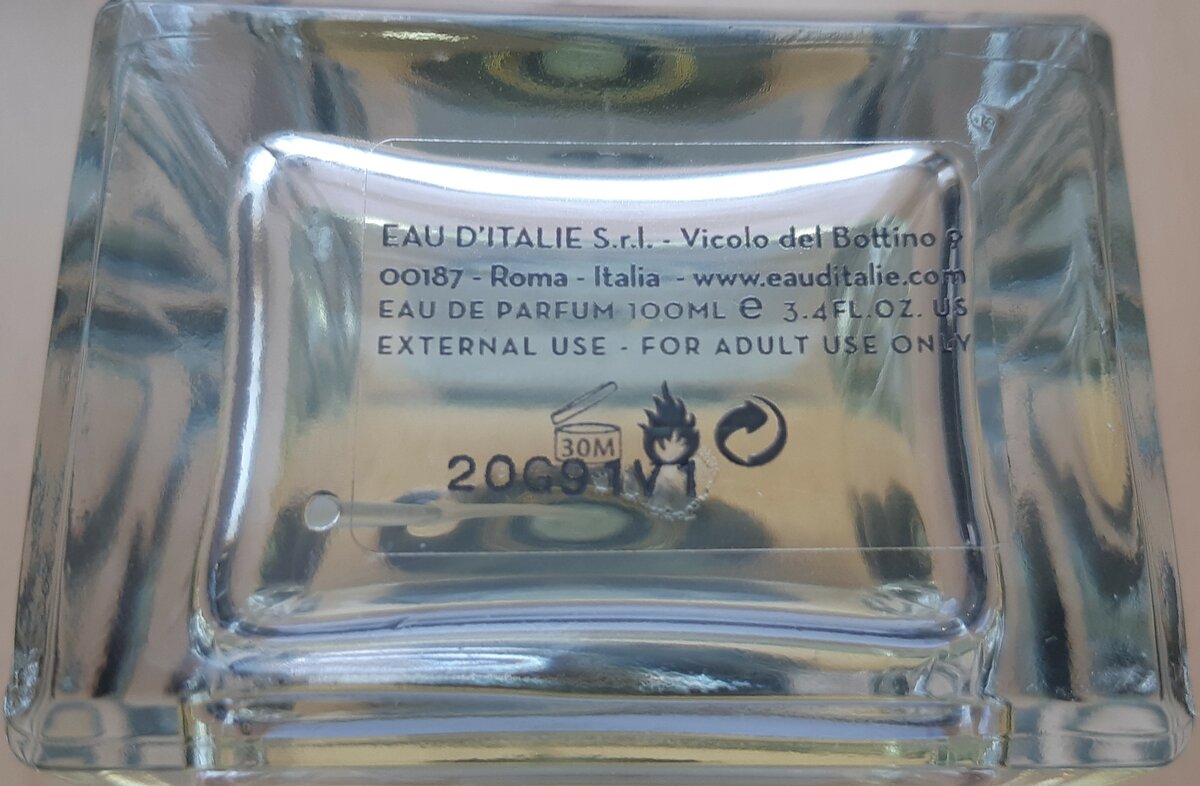 EAU D'ITALIE S.r.l. - Vicolo del Bottino
00187 - Roma - Italia - www.eauditalie.com
EAU DE PARFUM 100ML e 3.4FL.OZ. US
EXTERNAL USE - FOR ADULT USE ONLY
30M
20G91V1